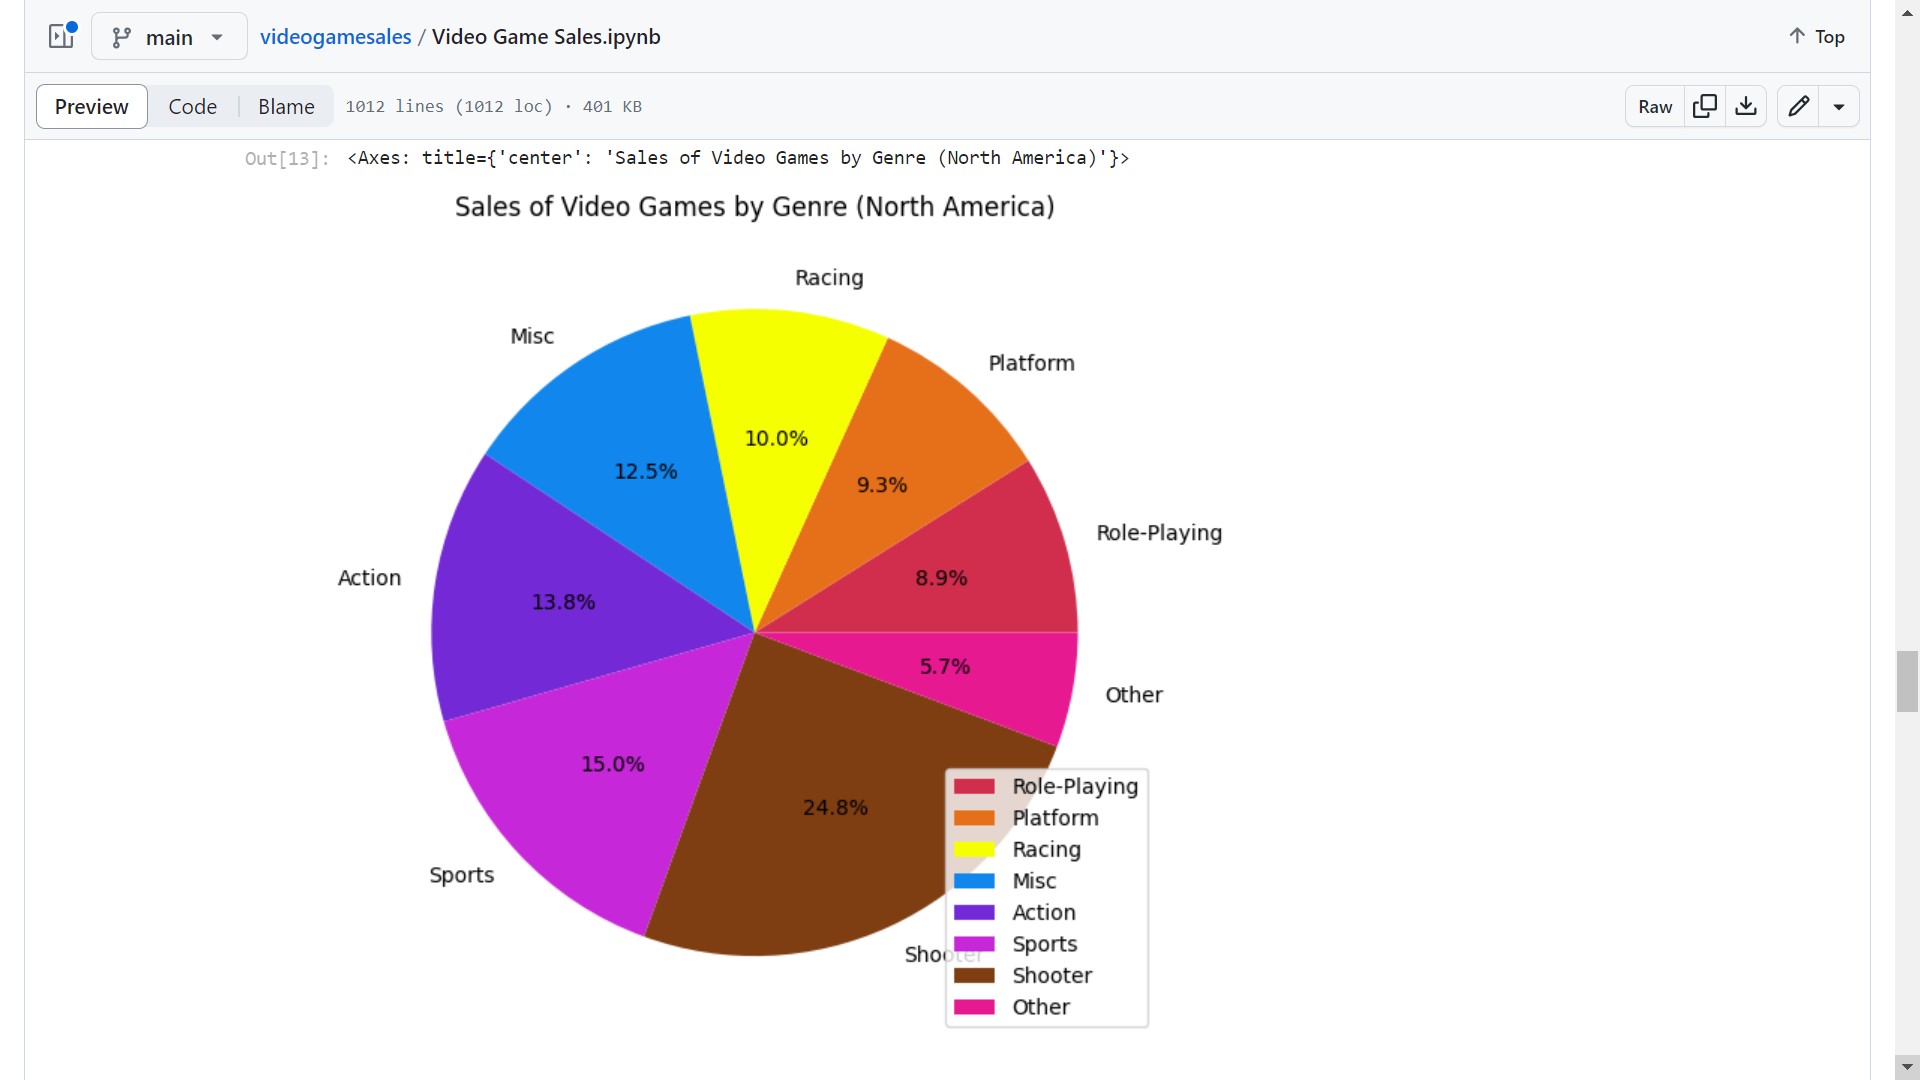 main
videogamesales / Video Game Sales.ipynb
Top
Preview
Code
Blame
1012 lines (1012 loc) · 401 KB
Raw
Out[13]: <Axes: title={'center': 'Sales of Video Games by Genre (North America)'}>
Sales of Video Games by Genre (North America)
Racing
Misc
Platform
10.0%
12.5%
9.3%
Role-Playing
Action
8.9%
13.8%
5.7%
Other
15.0%
24.8%
Sports
Shooter
Role-Playing
Platform
Racing
Misc
Action
Sports
Shooter
Other